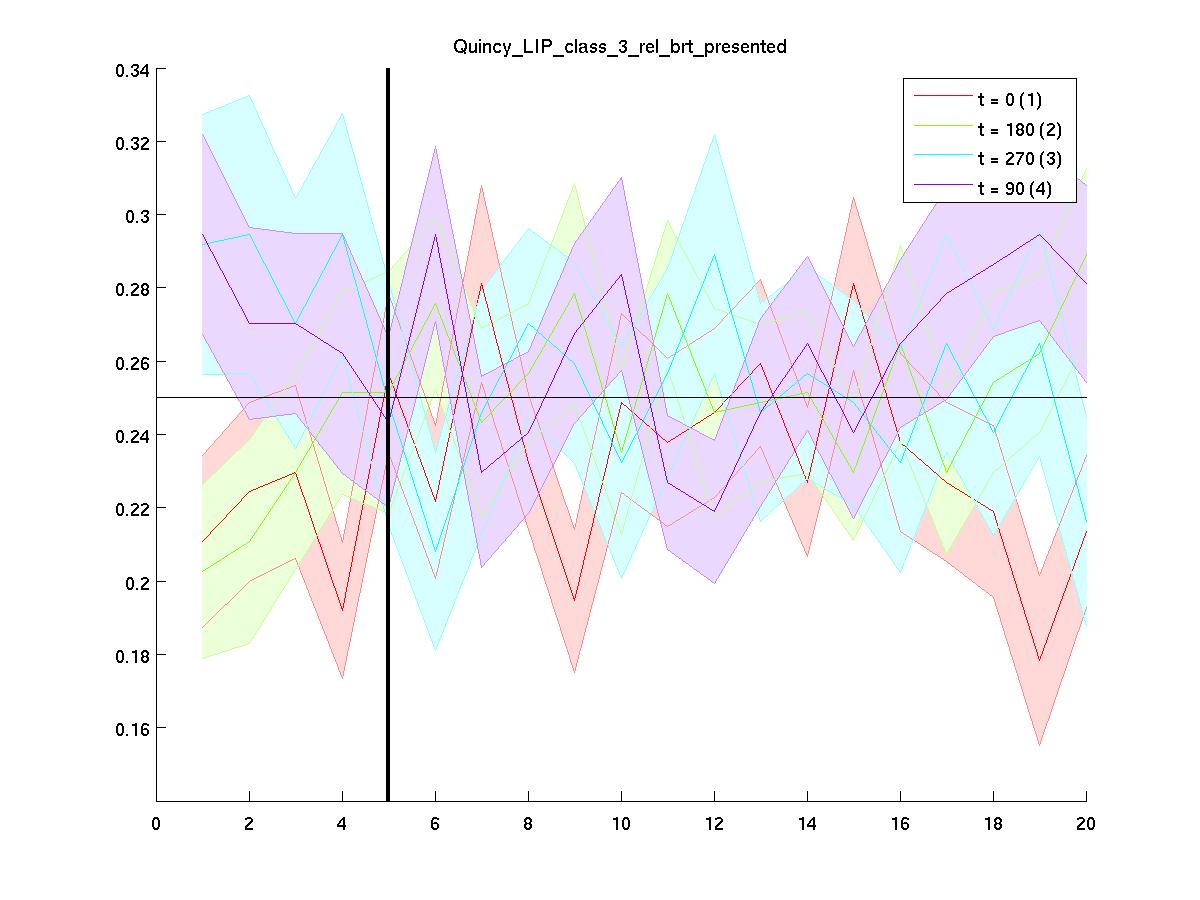 Quincy_LIP_class_3_rel_brt_presented
0.34
0.32
0.3
0.28
0.26
0.24
0.22
0.2
0.18
0.16
t = 0 (1)
t = 180 (2)
t = 270 (3)
t = 90 (4)
0 2 4 6 8 10 12 14 16 18 20